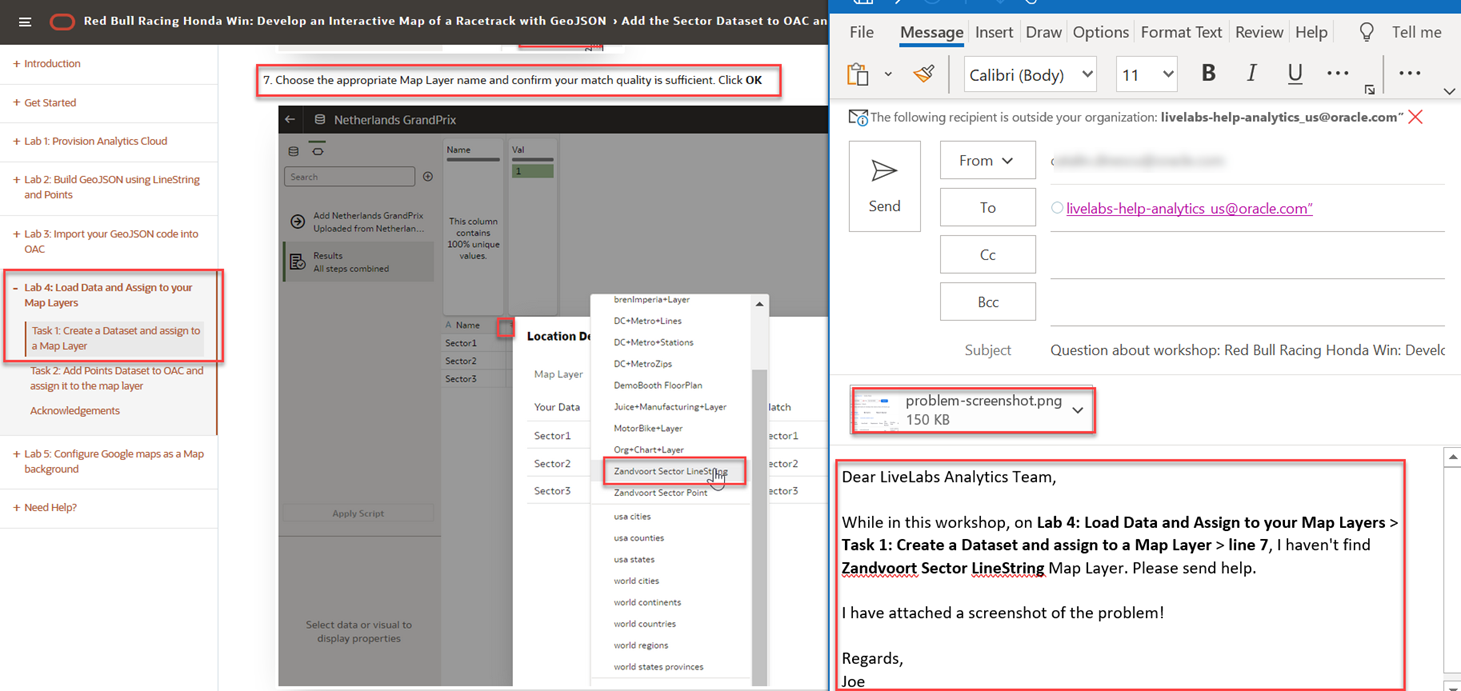 Red Bull Racing Honda Win: Develop an Interactive Map of a Racetrack with GeoJSON › Add the Sector Dataset to OAC an
+ Introduction
+ Get Started
+ Lab 1: Provision Analytics Cloud
+ Lab 2: Build GeoJSON using LineString
and Points
+ Lab 3: Import your GeoJSON code into
OAC
- Lab 4: Load Data and Assign to your
Map Layers
Task 1: Create a Dataset and assign to
a Map Layer
Task 2: Add Points Dataset to OAC and
assign it to the map layer
Acknowledgements
+ Lab 5: Configure Google maps as a Map
background
+ Need Help?
7. Choose the appropriate Map Layer name and confirm your match quality is sufficient. Click OK
Netherlands GrandPrix
Search
Add Netherlands GrandPrix
Uploaded from Netherlan...
Results
All steps combined
Apply Script
Select data or visual to
display properties
Name
Val
1
This column
contains
100% unique
values.
A Name
Sector1
Sector2
Sector3
Location De
Map Layer
Your Data
latch
Sector1
ector1
Sector2
ector2
Sector3
ector3
brenImperia+Layer
DC+Metro+Lines
DC+Metro+Stations
DC+MetroZips
DemoBooth FloorPlan
Juice+Manufacturing+Layer
MotorBike+Layer
Org+Chart+Layer
Zandvoort Sector LineString
Zandvoort Sector Point
usa cities
usa counties
usa states
world cities
world continents
world countries
world regions
world states provinces
File Message Insert Draw Options Format Text Review Help Tell me
Calibri (Body) 11 B I U ... ...
The following recipient is outside your organization: livelabs-help-analytics_us@oracle.com"
Send
From
To livelabs-help-analytics_us@oracle.com"
Cc
Bcc
Subject Question about workshop: Red Bull Racing Honda Win: Develo
problem-screenshot.png
150 KB
Dear LiveLabs Analytics Team,
While in this workshop, on Lab 4: Load Data and Assign to your Map Layers >
Task 1: Create a Dataset and assign to a Map Layer > line 7, I haven't find
Zandvoort Sector LineString Map Layer. Please send help.
I have attached a screenshot of the problem!
Regards,
Joe